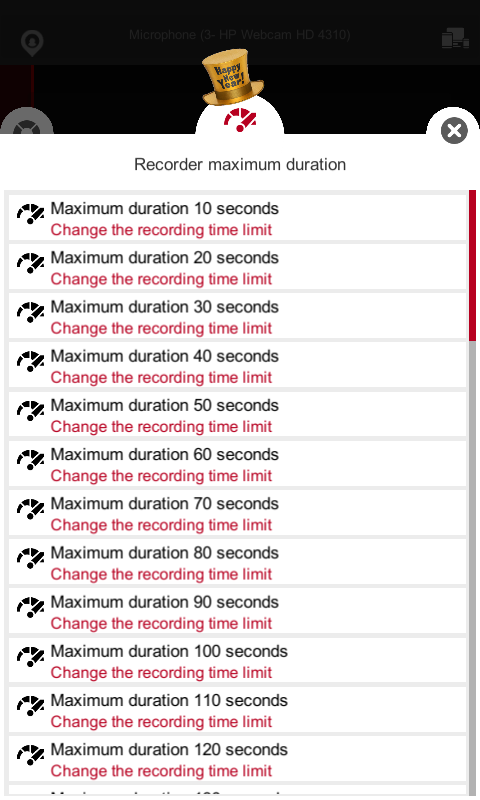 Microphone (3- HP Webcam HD 4310)
Happy
New
Year!
Recorder maximum duration
Maximum duration 10 seconds
Change the recording time limit
Maximum duration 20 seconds
Change the recording time limit
Maximum duration 30 seconds
Change the recording time limit
Maximum duration 40 seconds
Change the recording time limit
Maximum duration 50 seconds
Change the recording time limit
Maximum duration 60 seconds
Change the recording time limit
Maximum duration 70 seconds
Change the recording time limit
Maximum duration 80 seconds
Change the recording time limit
Maximum duration 90 seconds
Change the recording time limit
Maximum duration 100 seconds
Change the recording time limit
Maximum duration 110 seconds
Change the recording time limit
Maximum duration 120 seconds
Change the recording time limit